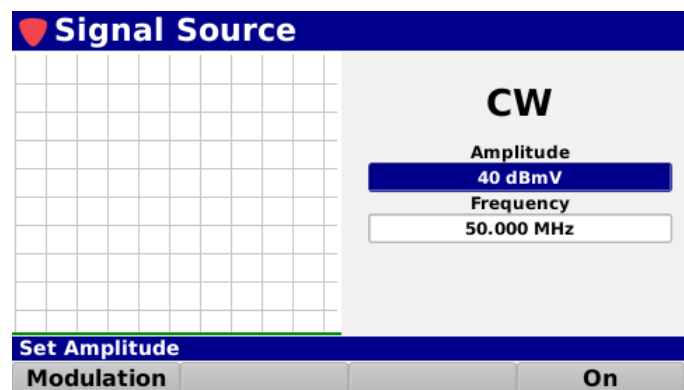 Signal Source
CW
Amplitude
40 dBmV
Frequency
50.000 MHz
Set Amplitude
Modulation On